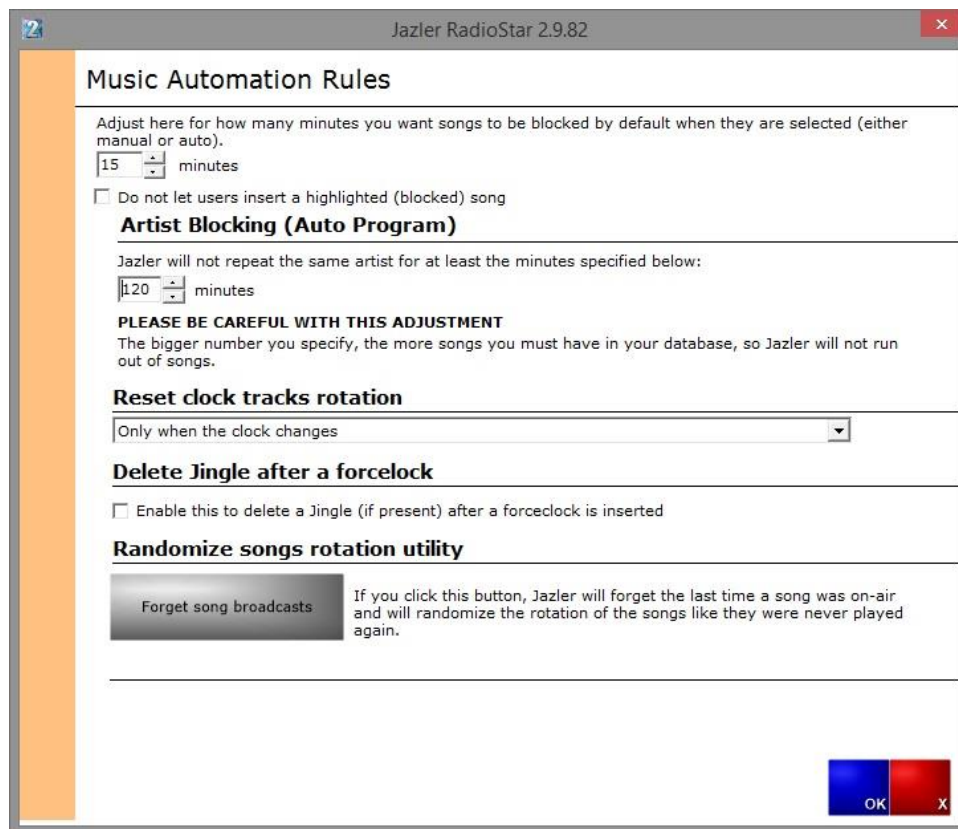 Jazler RadioStar 2.9.82
Music Automation Rules
Adjust here for how many minutes you want songs to be blocked by default when they are selected (either
manual or auto).
15 minutes
Do not let users insert a highlighted (blocked) song
Artist Blocking (Auto Program)
Jazler will not repeat the same artist for at least the minutes specified below:
120 minutes
PLEASE BE CAREFUL WITH THIS ADJUSTMENT
The bigger number you specify, the more songs you must have in your database, so Jazler will not run
out of songs.
Reset clock tracks rotation
Only when the clock changes
Delete Jingle after a forcelock
Enable this to delete a Jingle (if present) after a forceclock is inserted
Randomize songs rotation utility
Forget song broadcasts
If you click this button, Jazler will forget the last time a song was on-air
and will randomize the rotation of the songs like they were never played
again.
OK X